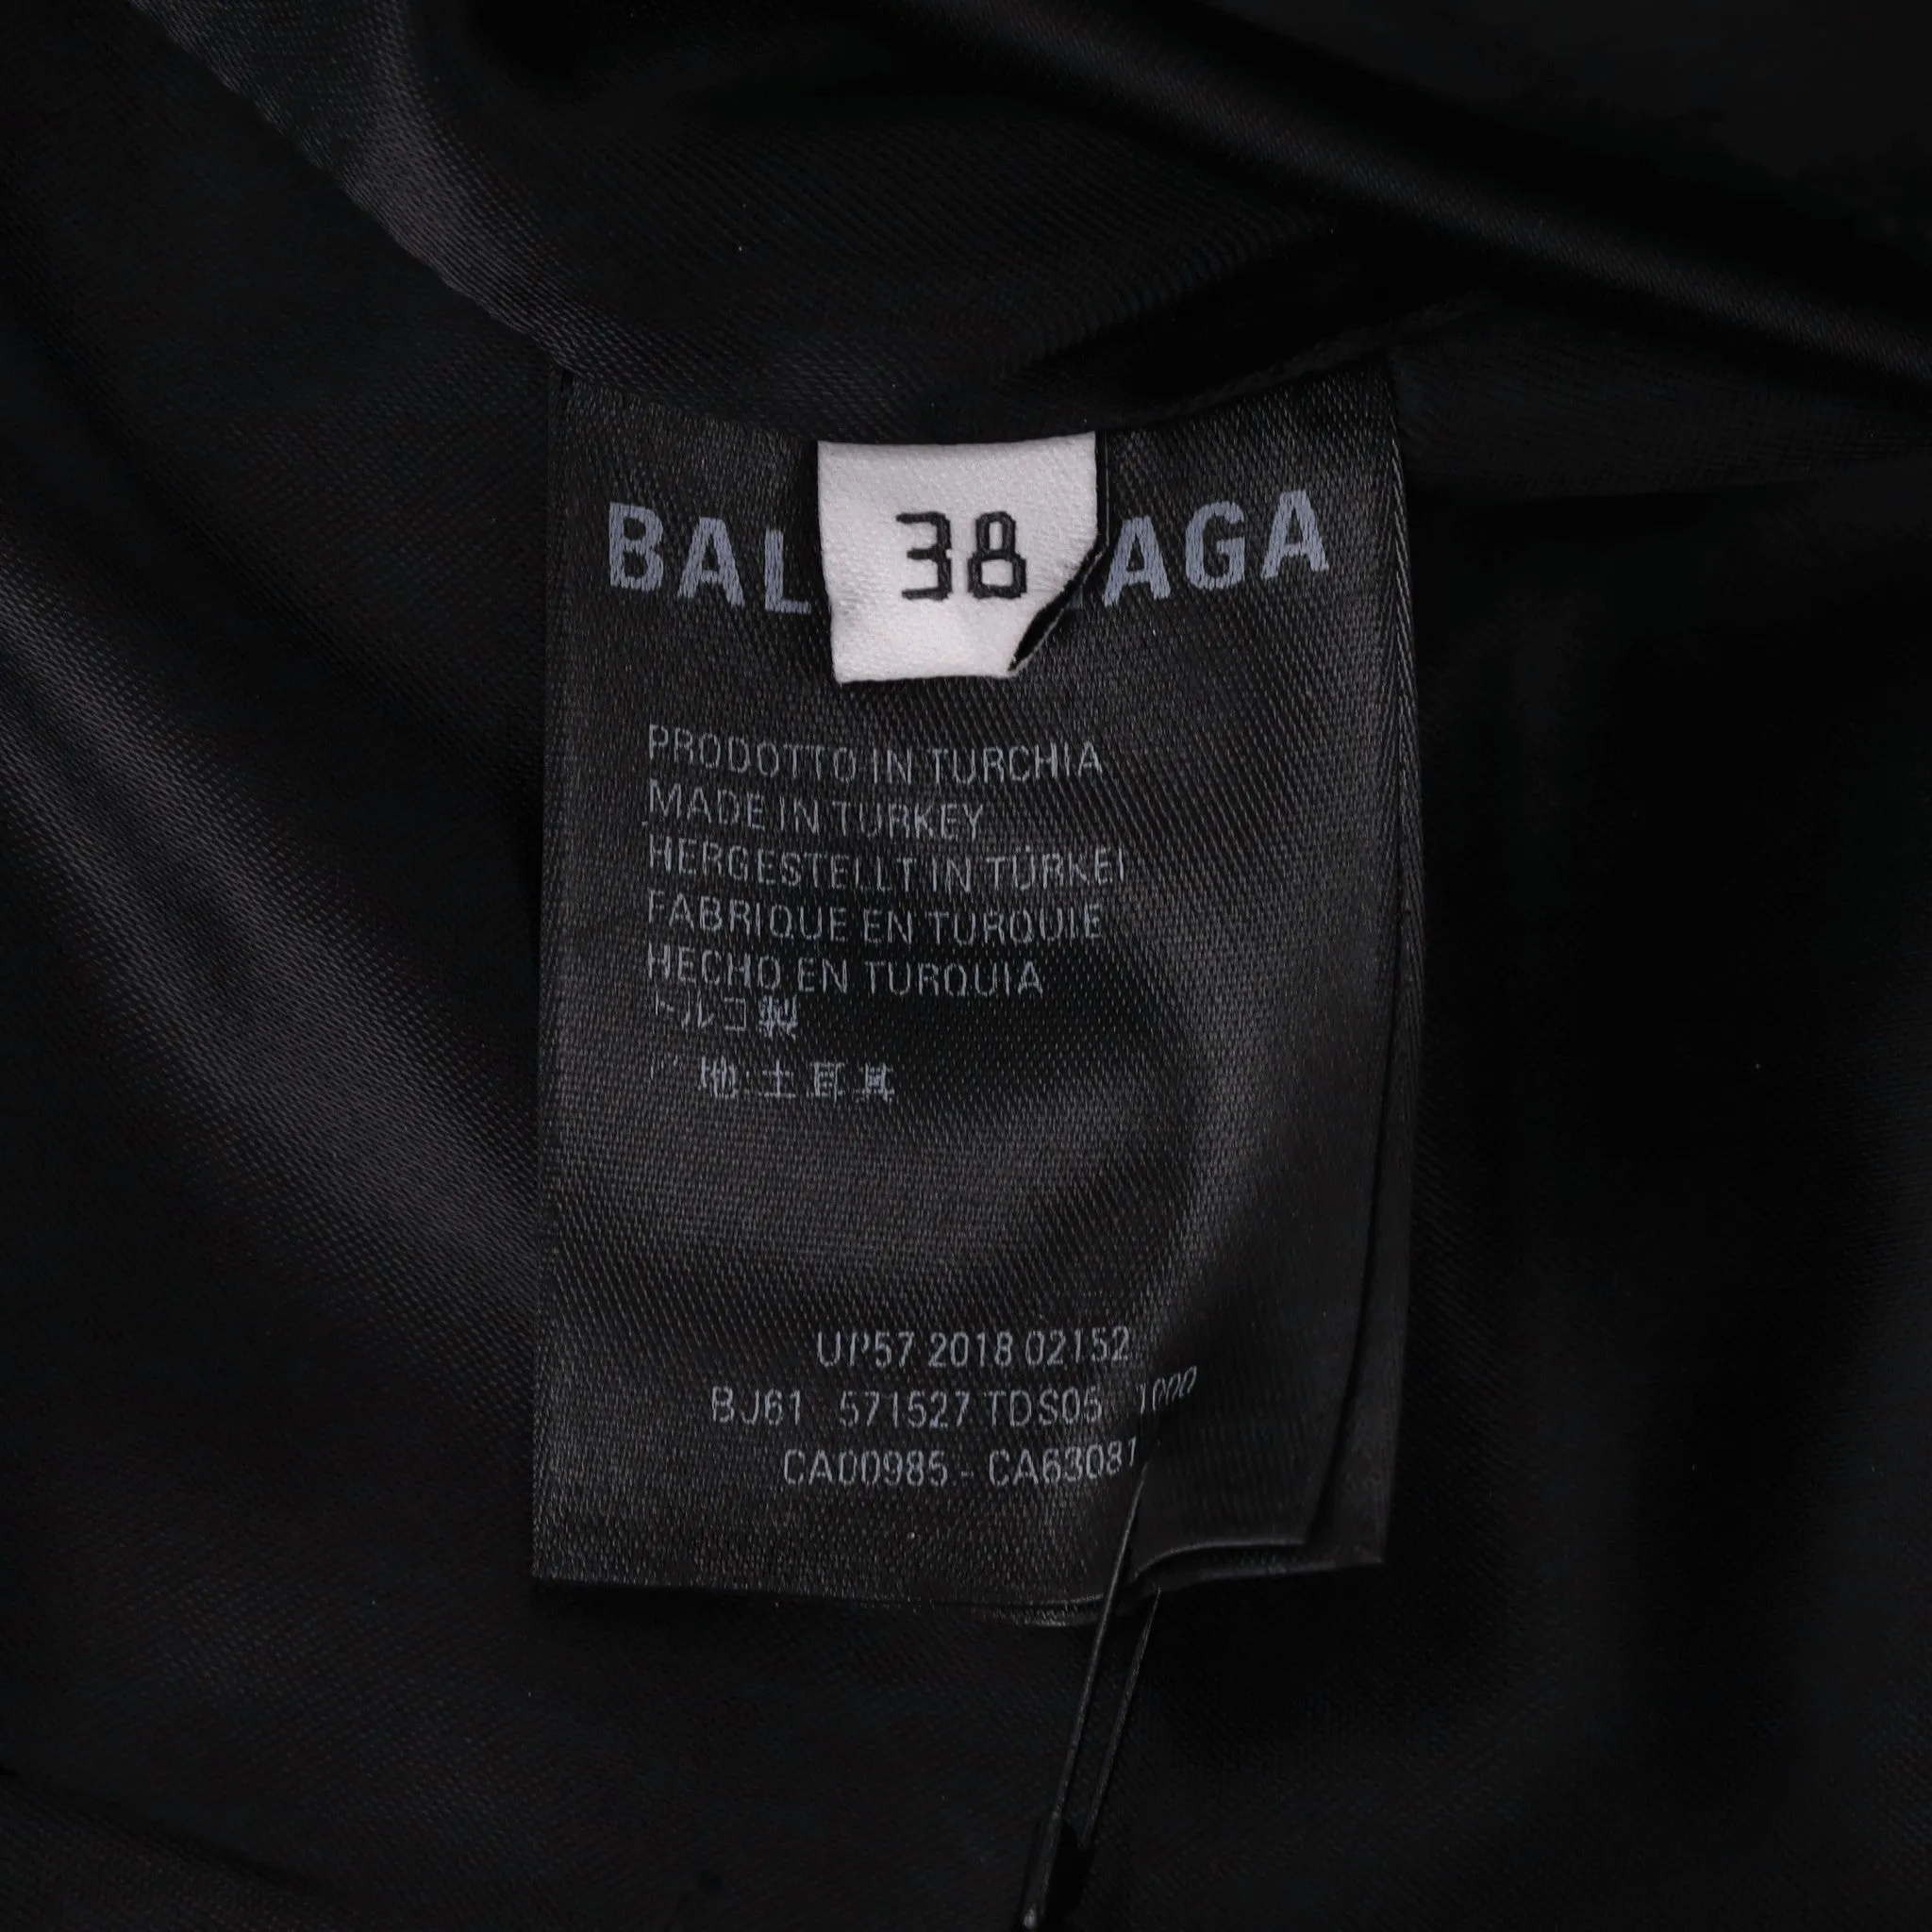 BAL 38 AGA
PRODOTTO IN TURCHIA
MADE IN TURKEY
HERGESTELLT IN TÜRKEI
FABRIQUE EN TURQUIE
HECHO EN TURQUIA
トルコ製
地:土耳其
UP57 2018 02152
BJ61 571527 TDS05 1000
CA00985 - CA63081